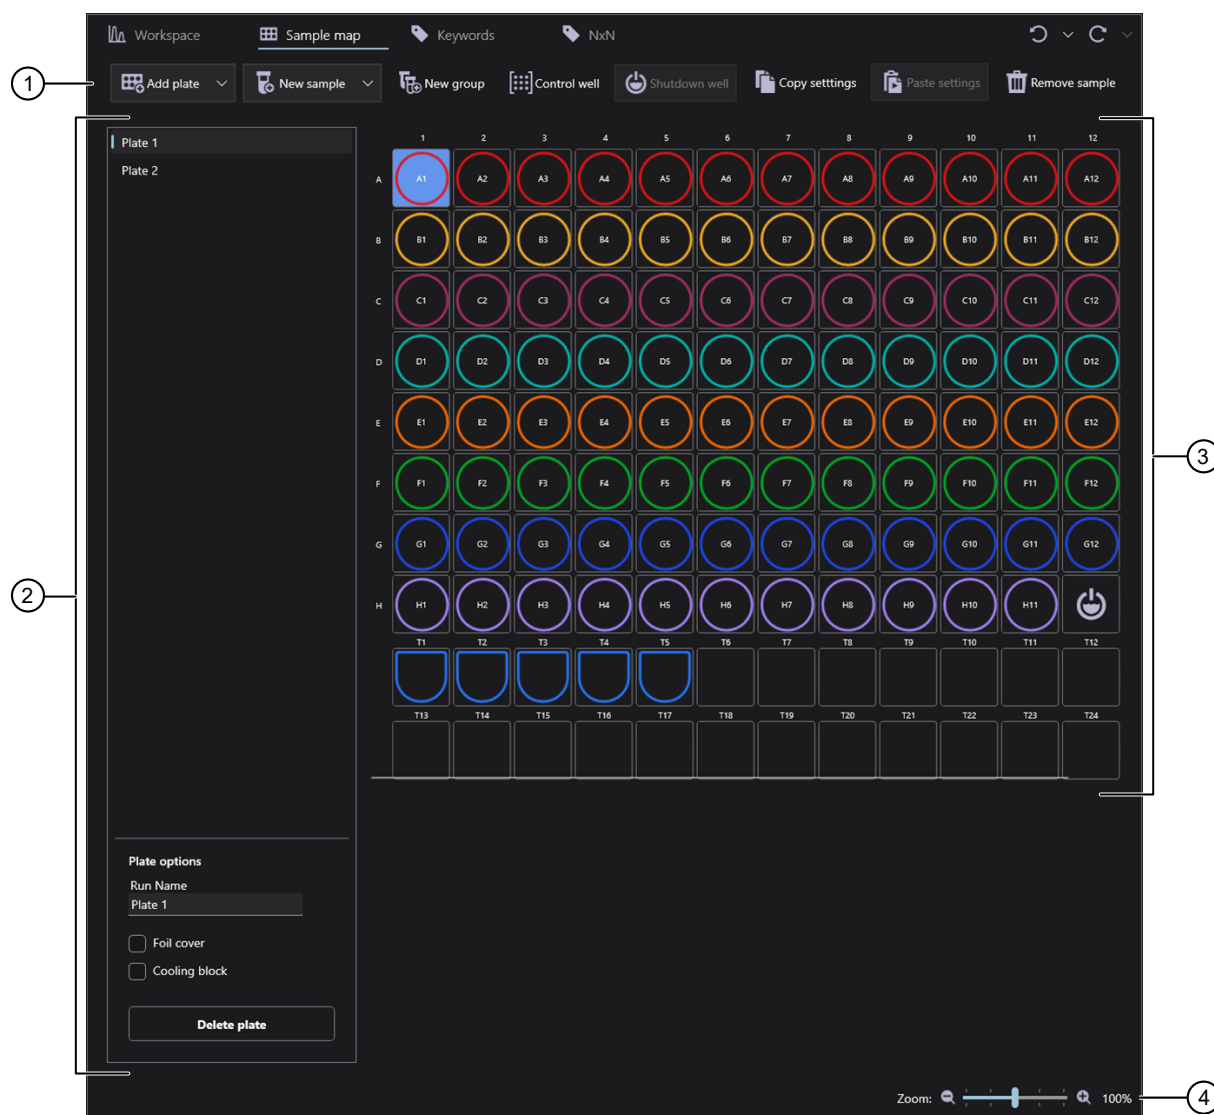 Workspace Sample map Keywords NxN
1 Add plate New sample New group Control well Shutdown well Copy setttings Paste settings Remove sample
2
Plate 1
Plate 2
Plate options
Run Name
Plate 1
Foil cover
Cooling block
Delete plate
3
1 2 3 4 5 6 7 8 9 10 11 12
A A1 A2 A3 A4 A5 A6 A7 A8 A9 A10 A11 A12
B B1 B2 B3 B4 B5 B6 B7 B8 B9 B10 B11 B12
C C1 C2 C3 C4 C5 C6 C7 C8 C9 C10 C11 C12
D D1 D2 D3 D4 D5 D6 D7 D8 D9 D10 D11 D12
E E1 E2 E3 E4 E5 E6 E7 E8 E9 E10 E11 E12
F F1 F2 F3 F4 F5 F6 F7 F8 F9 F10 F11 F12
G G1 G2 G3 G4 G5 G6 G7 G8 G9 G10 G11 G12
H H1 H2 H3 H4 H5 H6 H7 H8 H9 H10 H11
T1 T2 T3 T4 T5 T6 T7 T8 T9 T10 T11 T12
T13 T14 T15 T16 T17 T18 T19 T20 T21 T22 T23 T24
Zoom: 100% 4